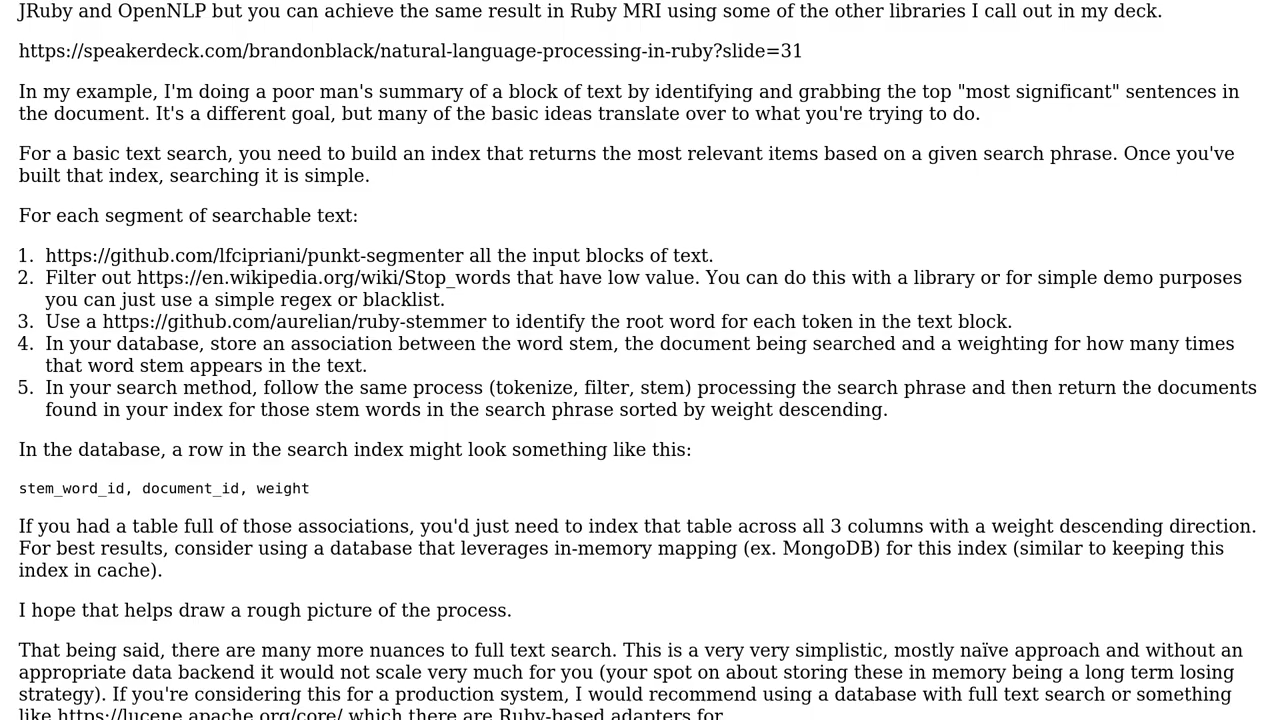 JRuby and OpenNLP but you can achieve the same result in Ruby MRI using some of the other libraries I call out in my deck.
https://speakerdeck.com/brandonblack/natural-language-processing-in-ruby?slide=31
In my example, I'm doing a poor man's summary of a block of text by identifying and grabbing the top "most significant" sentences in
the document. It's a different goal, but many of the basic ideas translate over to what you're trying to do.
For a basic text search, you need to build an index that returns the most relevant items based on a given search phrase. Once you've
built that index, searching it is simple.
For each segment of searchable text:
1. https://github.com/lfcipriani/punkt-segmenter all the input blocks of text.
2. Filter out https://en.wikipedia.org/wiki/Stop_words that have low value. You can do this with a library or for simple demo purposes
you can just use a simple regex or blacklist.
3. Use a https://github.com/aurelian/ruby-stemmer to identify the root word for each token in the text block.
4. In your database, store an association between the word stem, the document being searched and a weighting for how many times
that word stem appears in the text.
5. In your search method, follow the same process (tokenize, filter, stem) processing the search phrase and then return the documents
found in your index for those stem words in the search phrase sorted by weight descending.
In the database, a row in the search index might look something like this:
stem_word_id, document_id, weight
If you had a table full of those associations, you'd just need to index that table across all 3 columns with a weight descending direction.
For best results, consider using a database that leverages in-memory mapping (ex. MongoDB) for this index (similar to keeping this
index in cache).
I hope that helps draw a rough picture of the process.
That being said, there are many more nuances to full text search. This is a very very simplistic, mostly naïve approach and without an
appropriate data backend it would not scale very much for you (your spot on about storing these in memory being a long term losing
strategy). If you're considering this for a production system, I would recommend using a database with full text search or something
like https://lucene.apache.org/core/ which there are Ruby-based adapters for.